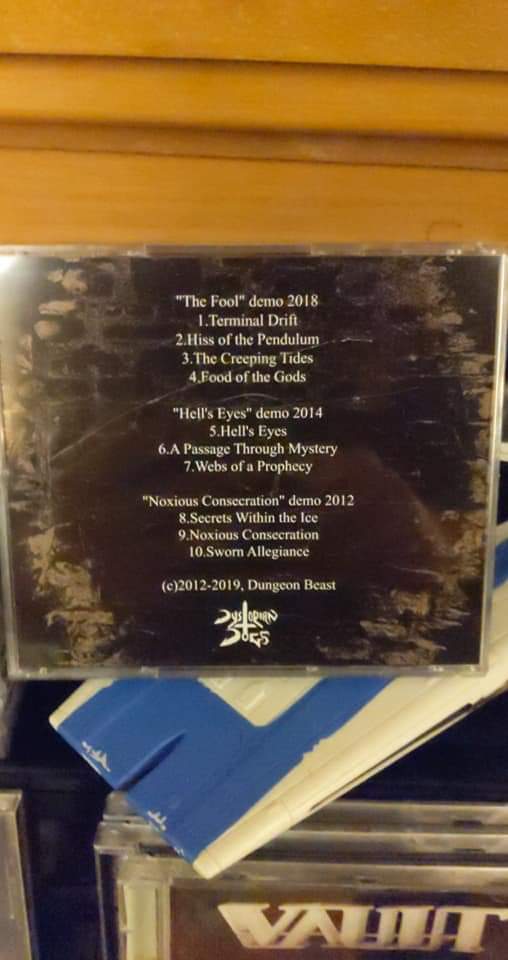 "The Fool" demo 2018
1.Terminal Drift
2.Hiss of the Pendulum
3.The Creeping Tides
4.Food of the Gods
"Hell's Eyes" demo 2014
5.Hell's Eyes
6.A Passage Through Mystery
7.Webs of a Prophecy
"Noxious Consecration" demo 2012
8.Secrets Within the Ice
9.Noxious Consecration
10.Sworn Allegiance
(c)2012-2019, Dungeon Beast
Dystopian
Dogs
VAULT